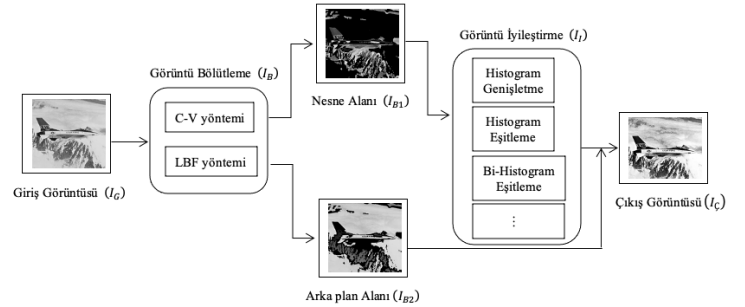 Görüntü Bölütleme (I_B)
C-V yöntemi
LBF yöntemi
Giriş Görüntüsü (I_G)
Nesne Alanı (I_B1)
Arka plan Alanı (I_B2)
Görüntü İyileştirme (I_İ)
Histogram
Genişletme
Histogram
Eşitleme
Bi-Histogram
Eşitleme
⋮
Çıkış Görüntüsü (I_Ç)